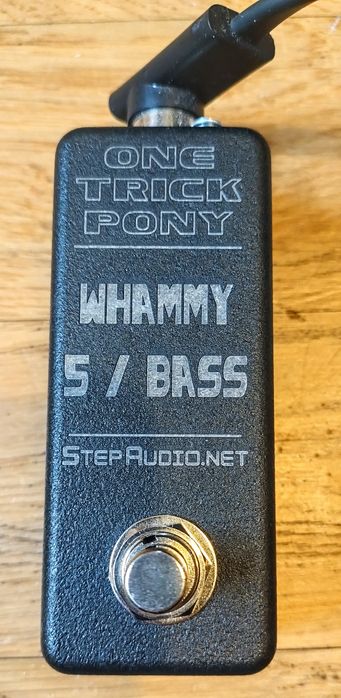 ONE
TRICK
PONY
WHAMMY
5 / BASS
STEPAUDIO.NET